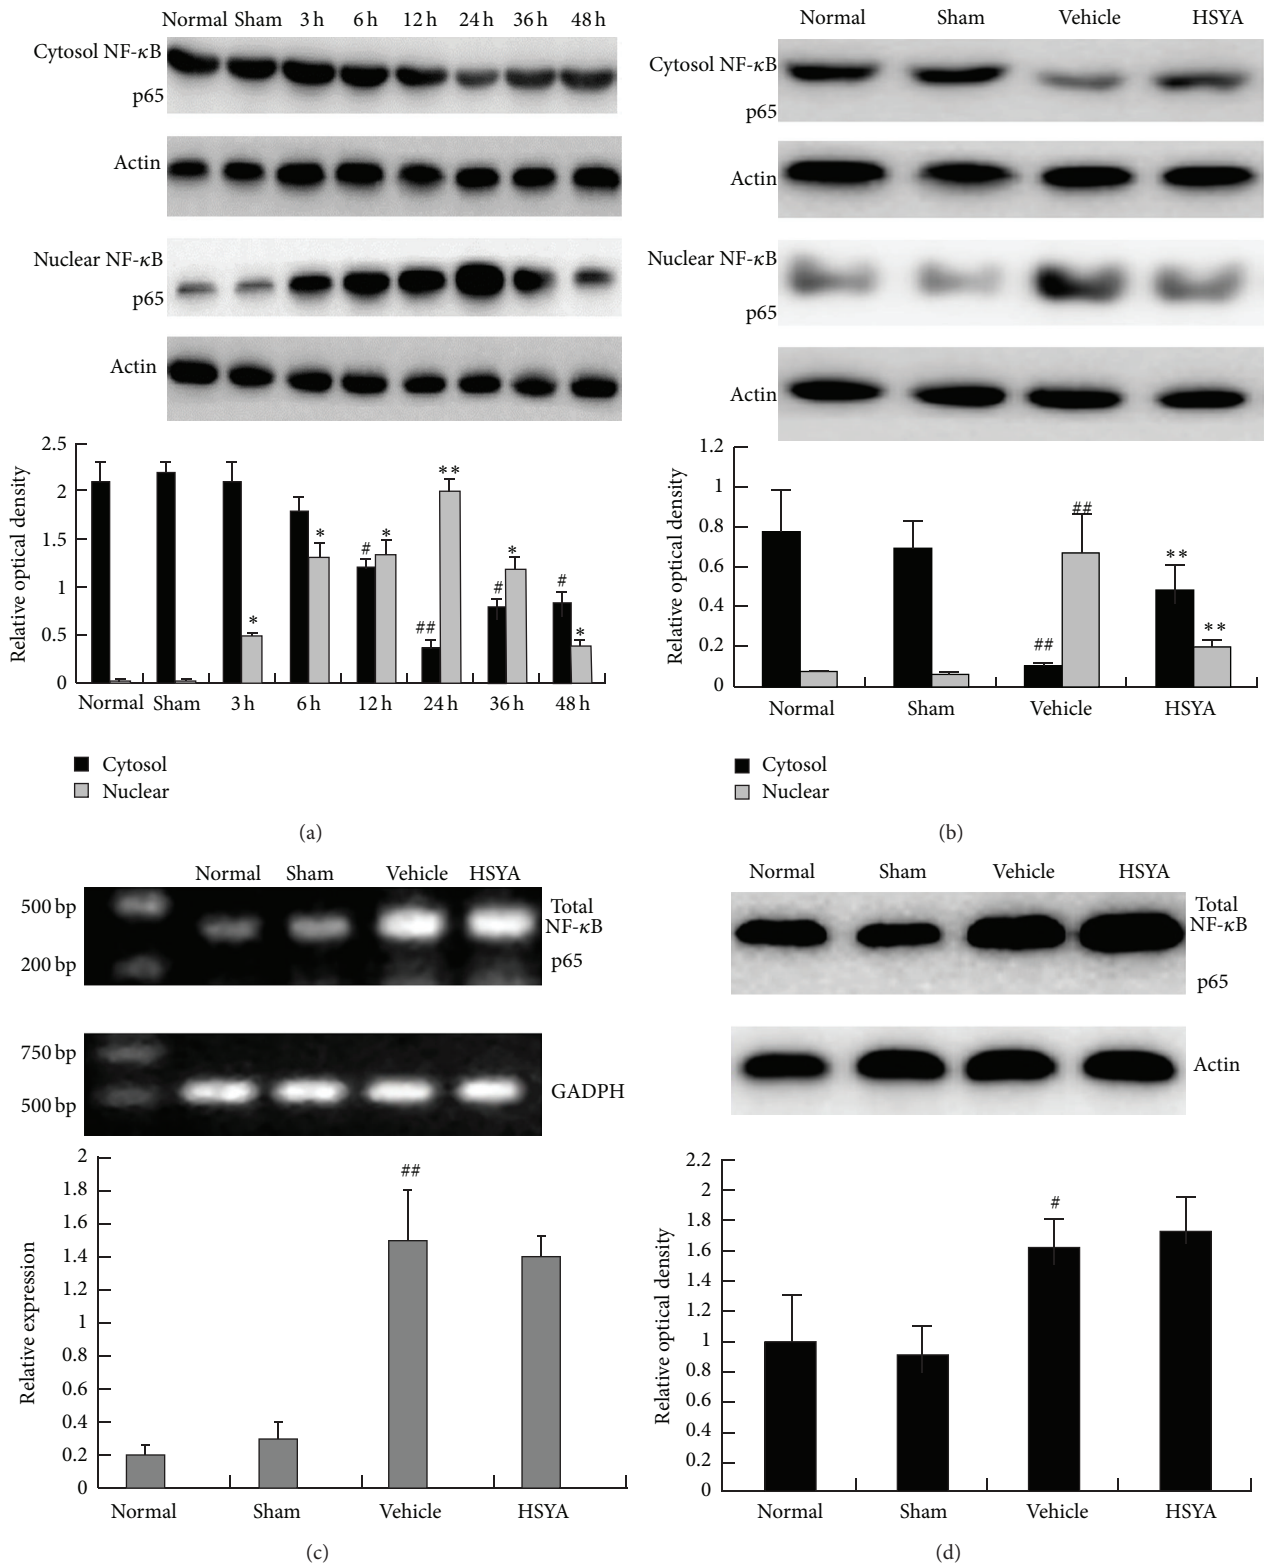 Normal Sham 3 h 6 h 12 h 24 h 36 h 48 h
Cytosol NF-κB
p65
Actin
Nuclear NF-κB
p65
Actin
2.5
2
1.5
1
0.5
0
Relative optical density
*
*
#
*
##
**
#
*
#
*
Normal Sham 3 h 6 h 12 h 24 h 36 h 48 h
Cytosol
Nuclear
(a)
Normal Sham Vehicle HSYA
Cytosol NF-κB
p65
Actin
Nuclear NF-κB
p65
Actin
1.2
1
0.8
0.6
0.4
0.2
0
Relative optical density
##
##
**
**
Normal Sham Vehicle HSYA
Cytosol
Nuclear
(b)
Normal Sham Vehicle HSYA
500 bp
200 bp
Total
NF-κB
p65
750 bp
500 bp
GADPH
2
1.8
1.6
1.4
1.2
1
0.8
0.6
0.4
0.2
0
Relative expression
##
Normal Sham Vehicle HSYA
(c)
Normal Sham Vehicle HSYA
Total
NF-κB
p65
Actin
2.2
2
1.8
1.6
1.4
1.2
1
0.8
0.6
0.4
0.2
0
Relative optical density
#
Normal Sham Vehicle HSYA
(d)